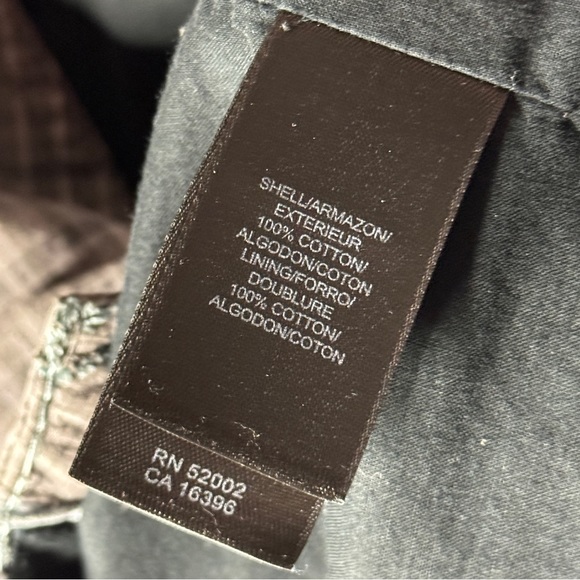 SHELL/ARMAZON/
EXTERIEUR
100% COTTON/
ALGODON/COTON
LINING/FORRO/
DOUBLURE
100% COTTON/
ALGODON/COTON
RN 52002
CA 16396